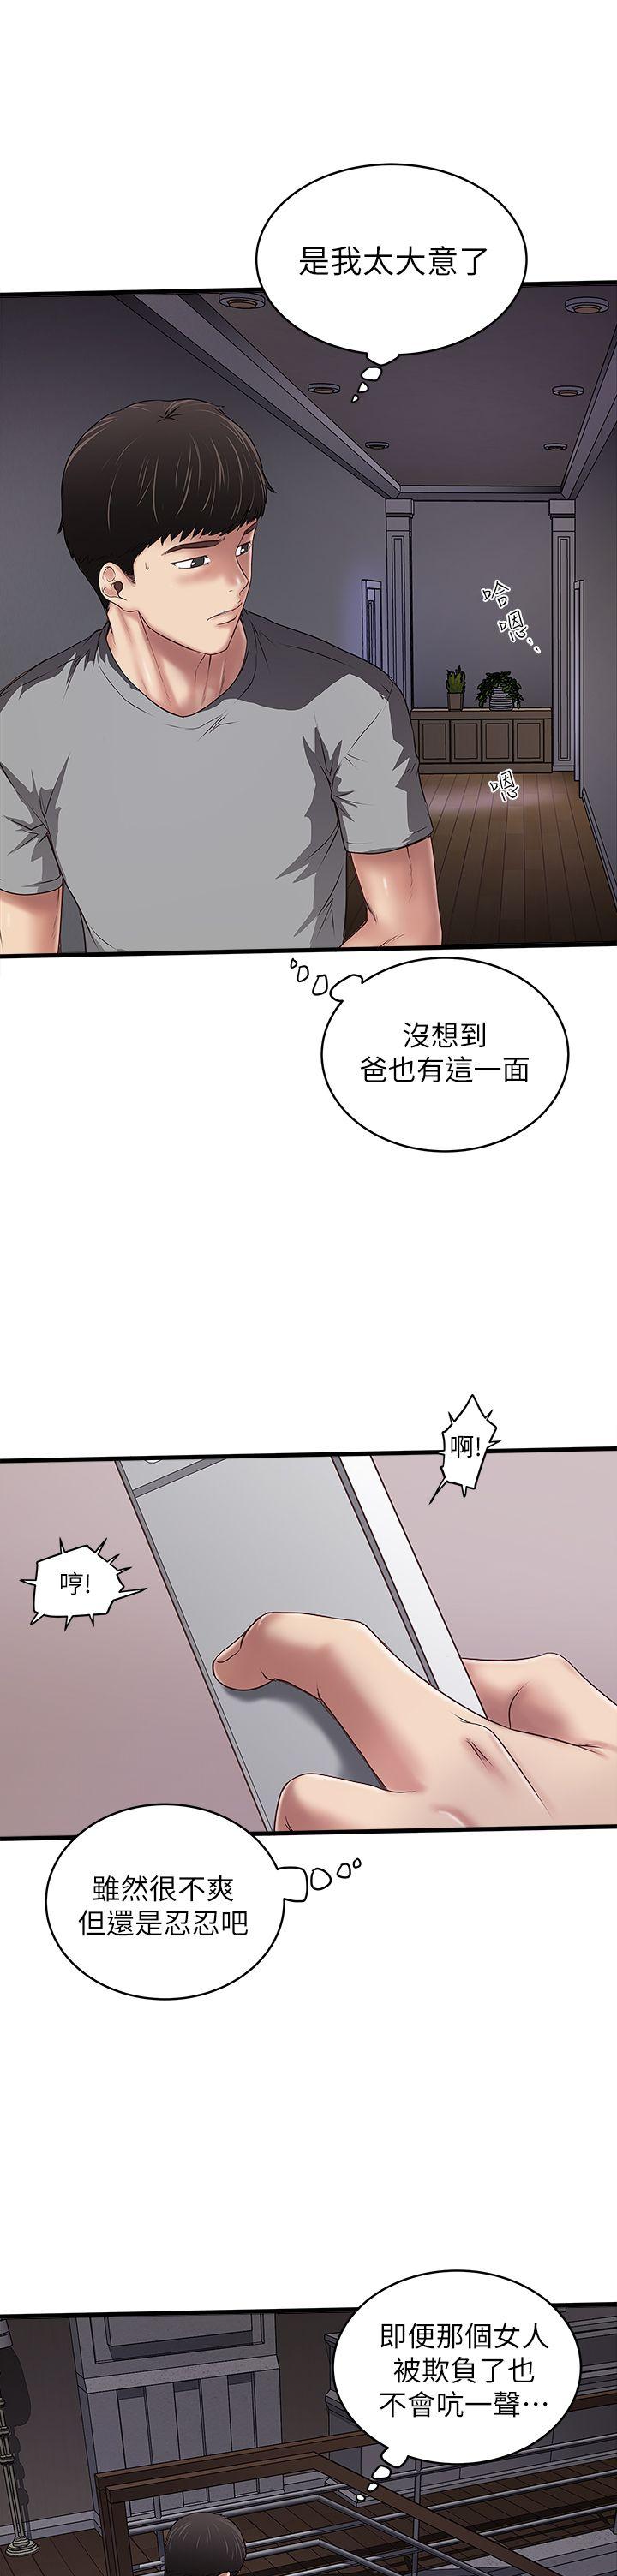 是我太大意了
哈
嗯..
嗯
沒想到
爸也有這一面
啊!
哼!
雖然很不爽
但還是忍忍吧
即便那個女人
被欺負了也
不會吭一聲…